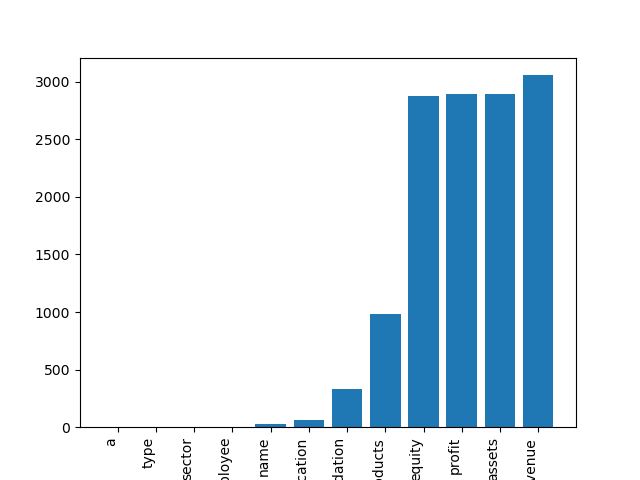 3000
2500
2000
1500
1000
500
0
a
type
sector
ployee
name
cation
dation
ducts
equity
profit
assets
venue